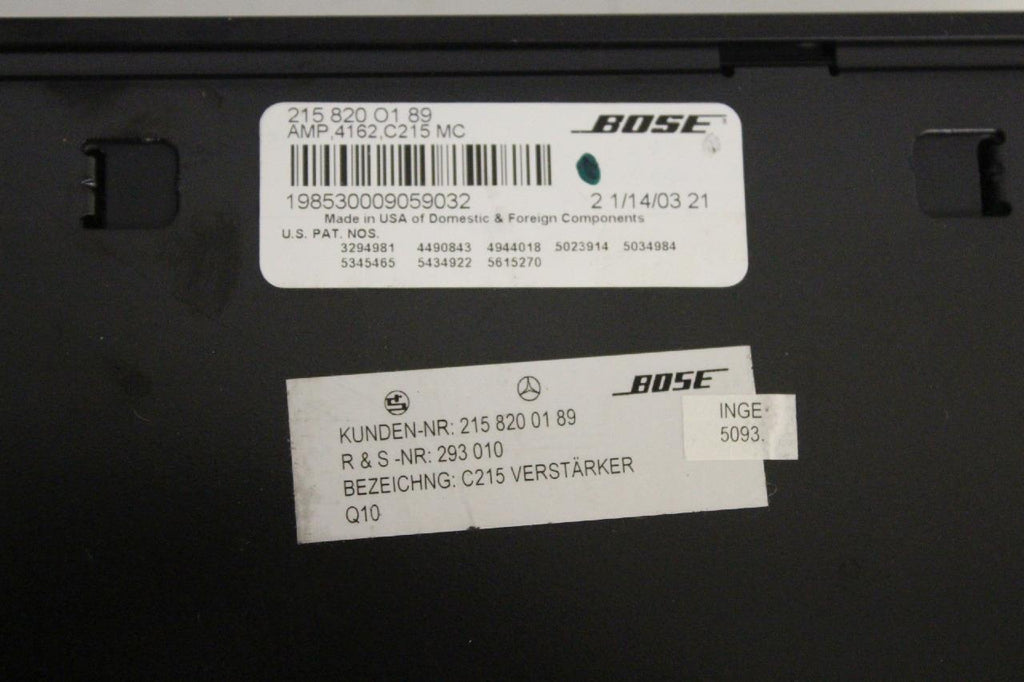 215 820 O1 89
AMP,4162,C215 MC
BOSE
198530009059032
2 1/14/03 21
Made in USA of Domestic & Foreign Components
U.S. PAT. NOS.
3294981 4490843 4944018 5023914 5034984
5345465 5434922 5615270
BOSE
KUNDEN-NR: 215 820 01 89
R & S -NR: 293 010
BEZEICHNG: C215 VERSTÄRKER
Q10
INGE
5093.